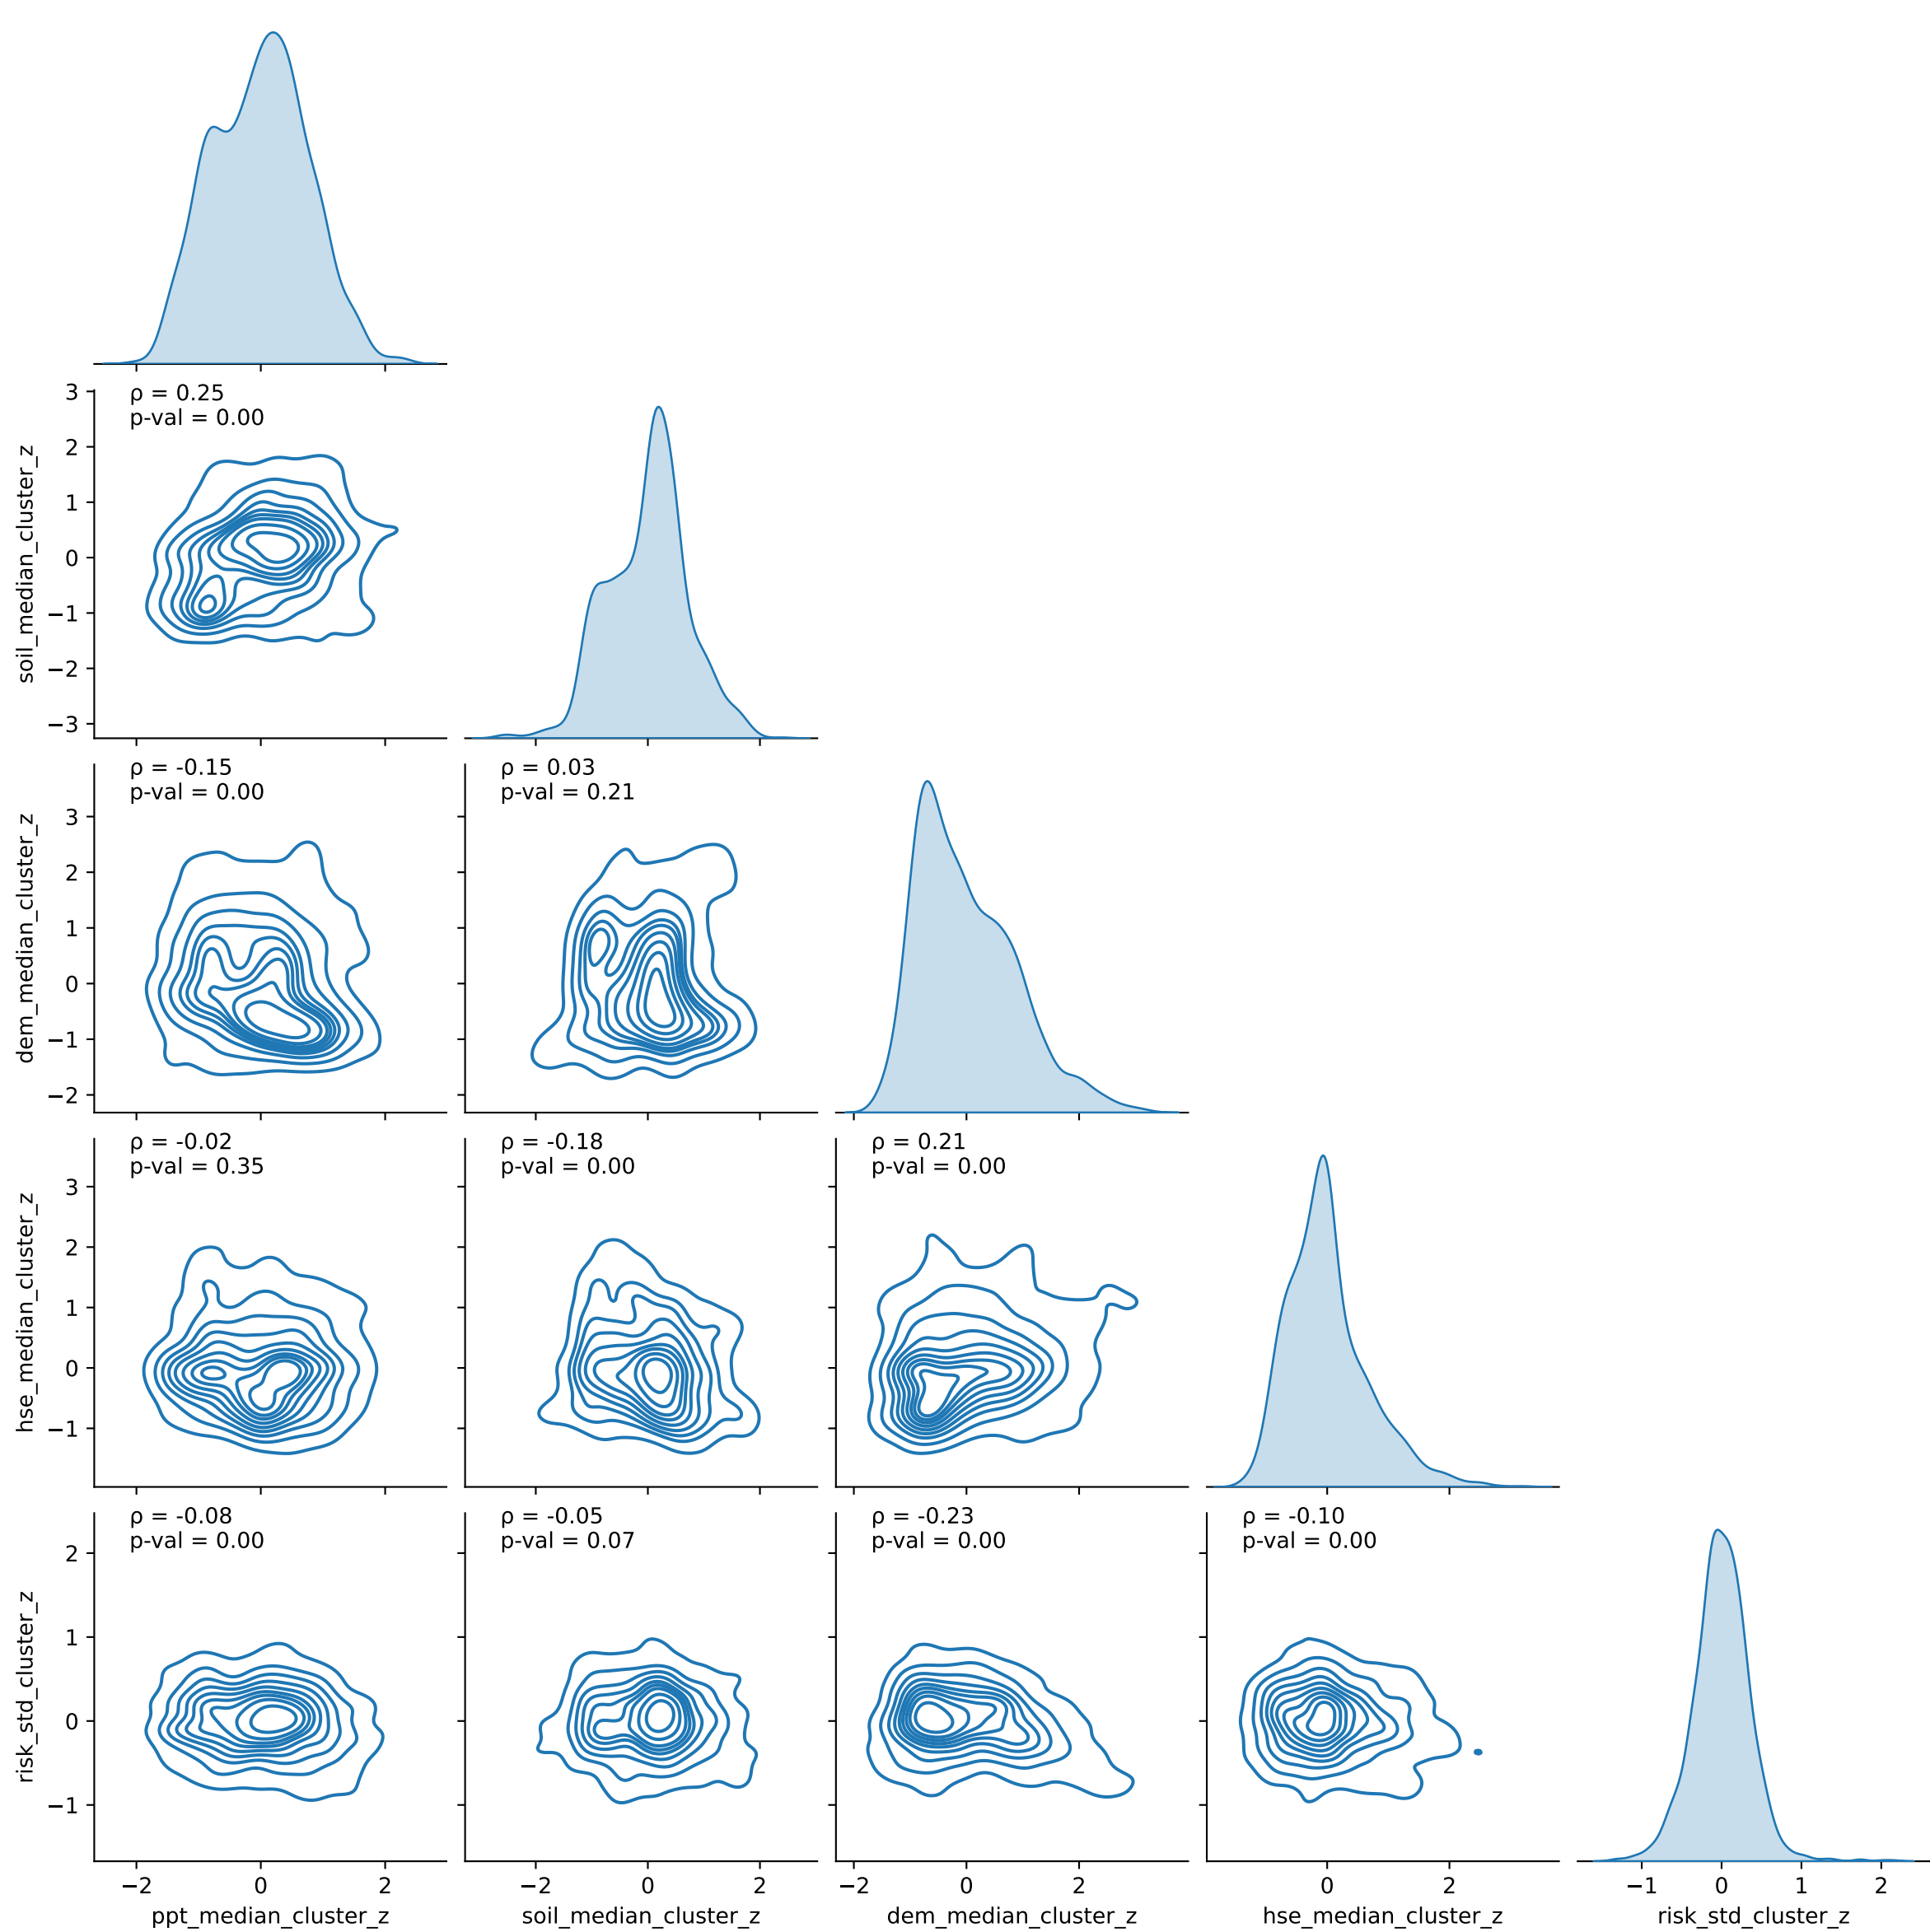 ρ = 0.25
p-val = 0.00
3
2
1
0
−1
−2
−3
soil_median_cluster_z
ρ = -0.15
p-val = 0.00
ρ = 0.03
p-val = 0.21
3
2
1
0
−1
−2
dem_median_cluster_z
ρ = -0.02
p-val = 0.35
ρ = -0.18
p-val = 0.00
ρ = 0.21
p-val = 0.00
3
2
1
0
−1
hse_median_cluster_z
ρ = -0.08
p-val = 0.00
ρ = -0.05
p-val = 0.07
ρ = -0.23
p-val = 0.00
ρ = -0.10
p-val = 0.00
2
1
0
−1
risk_std_cluster_z
−2 0 2
−2 0 2
−2 0 2
0 2
−1 0 1 2
ppt_median_cluster_z
soil_median_cluster_z
dem_median_cluster_z
hse_median_cluster_z
risk_std_cluster_z